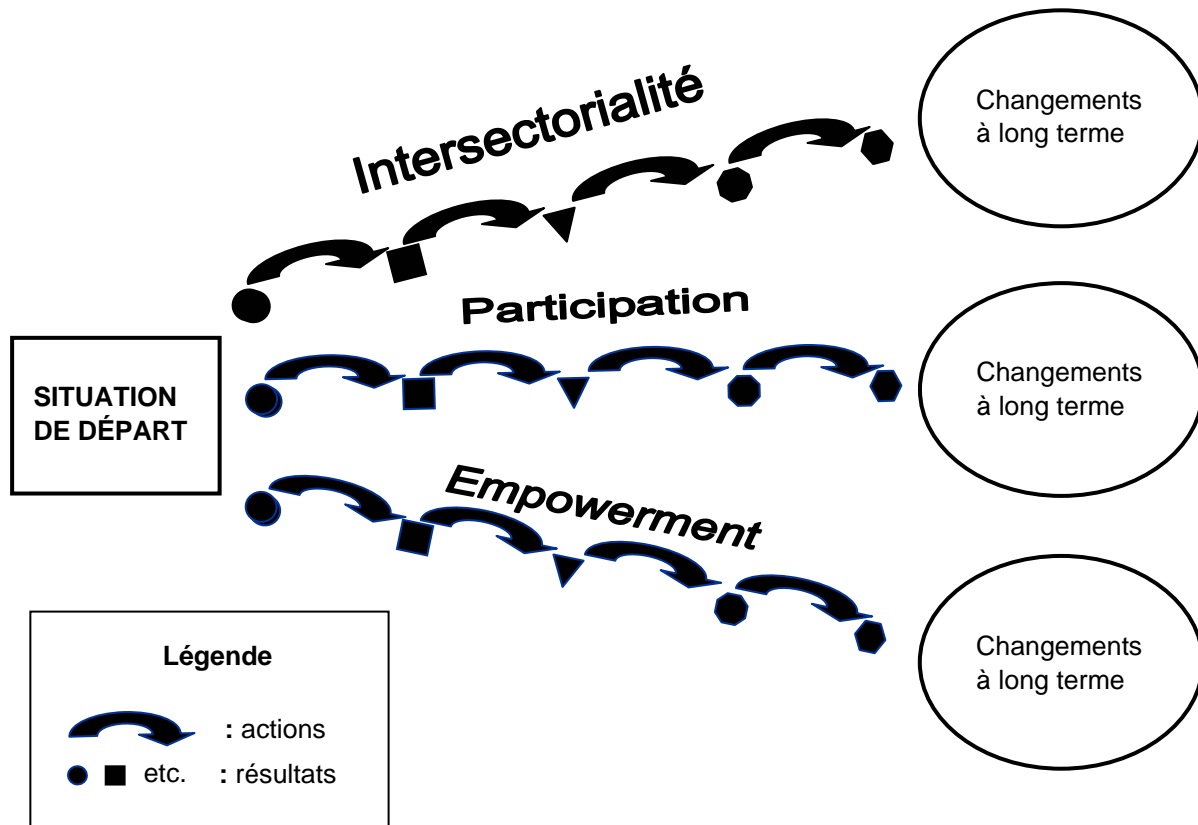 Intersectorialité
Changements
à long terme
Participation
SITUATION
DE DÉPART
Changements
à long terme
Empowerment
Changements
à long terme
Légende
: actions
etc. : résultats